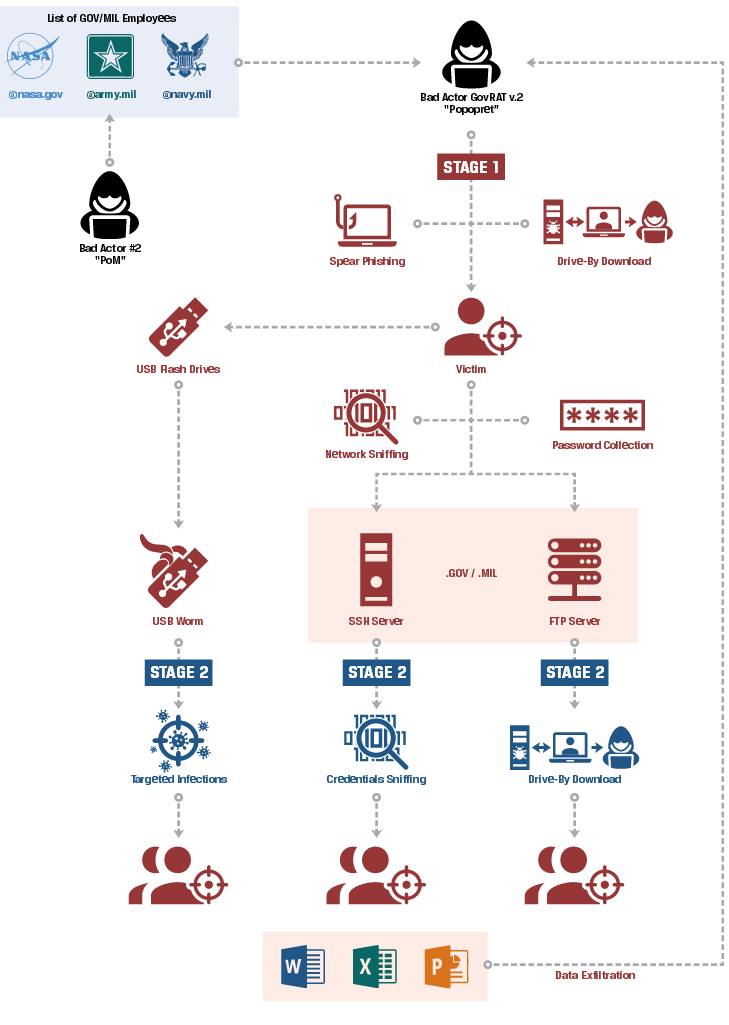 List of GOV/MIL Employees
NASA
@nasa.gov
@army.mil
@navy.mil
Bad Actor GovRAT v.2
"Popopret"
STAGE 1
Bad Actor #2
"PoM"
Spear Phishing
Drive-By Download
USB Flash Drives
Victim
101
****
Network Sniffing
Password Collection
.GOV / .MIL
USB Worm
SSH Server
FTP Server
STAGE 2
STAGE 2
STAGE 2
101
Targeted Infections
Credentials Sniffing
Drive-By Download
W
X
P
Data Exfiltration